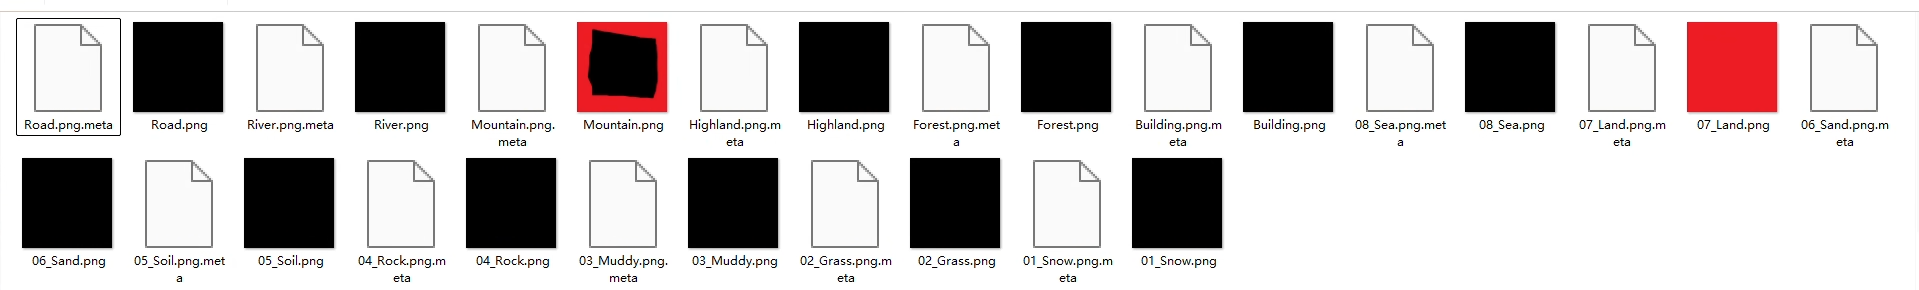 Road.png.meta
Road.png
River.png.meta
River.png
Mountain.png.
meta
Mountain.png
Highland.png.m
eta
Highland.png
Forest.png.met
a
Forest.png
Building.png.m
eta
Building.png
08_Sea.png.met
a
08_Sea.png
07_Land.png.m
eta
07_Land.png
06_Sand.png.m
eta
06_Sand.png
05_Soil.png.met
a
05_Soil.png
04_Rock.png.m
eta
04_Rock.png
03_Muddy.png.
meta
03_Muddy.png
02_Grass.png.m
eta
02_Grass.png
01_Snow.png.m
eta
01_Snow.png